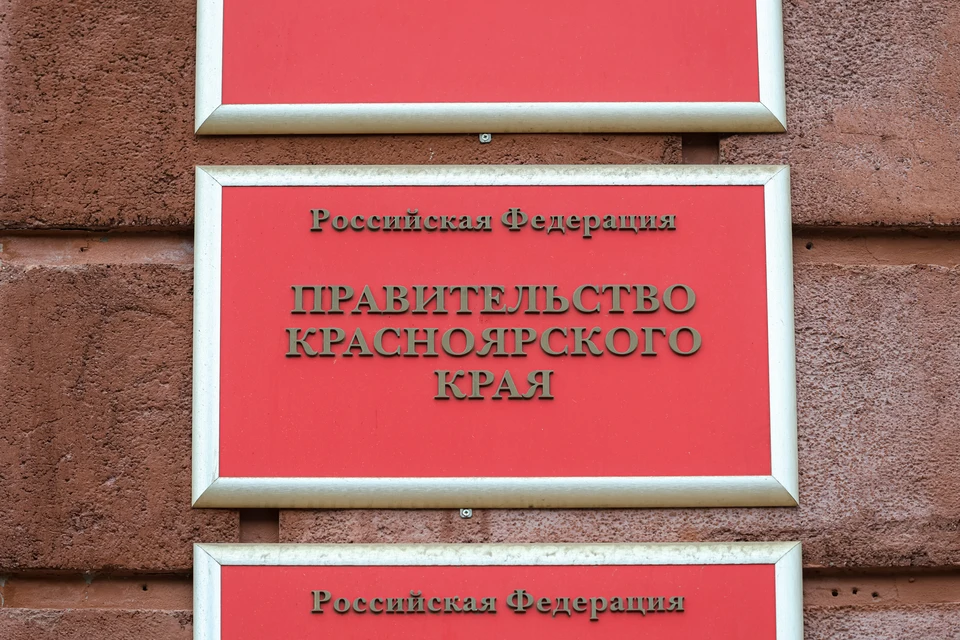 Российская Федерация
ПРАВИТЕЛЬСТВО
КРАСНОЯРСКОГО
КРАЯ
Российская Федерация